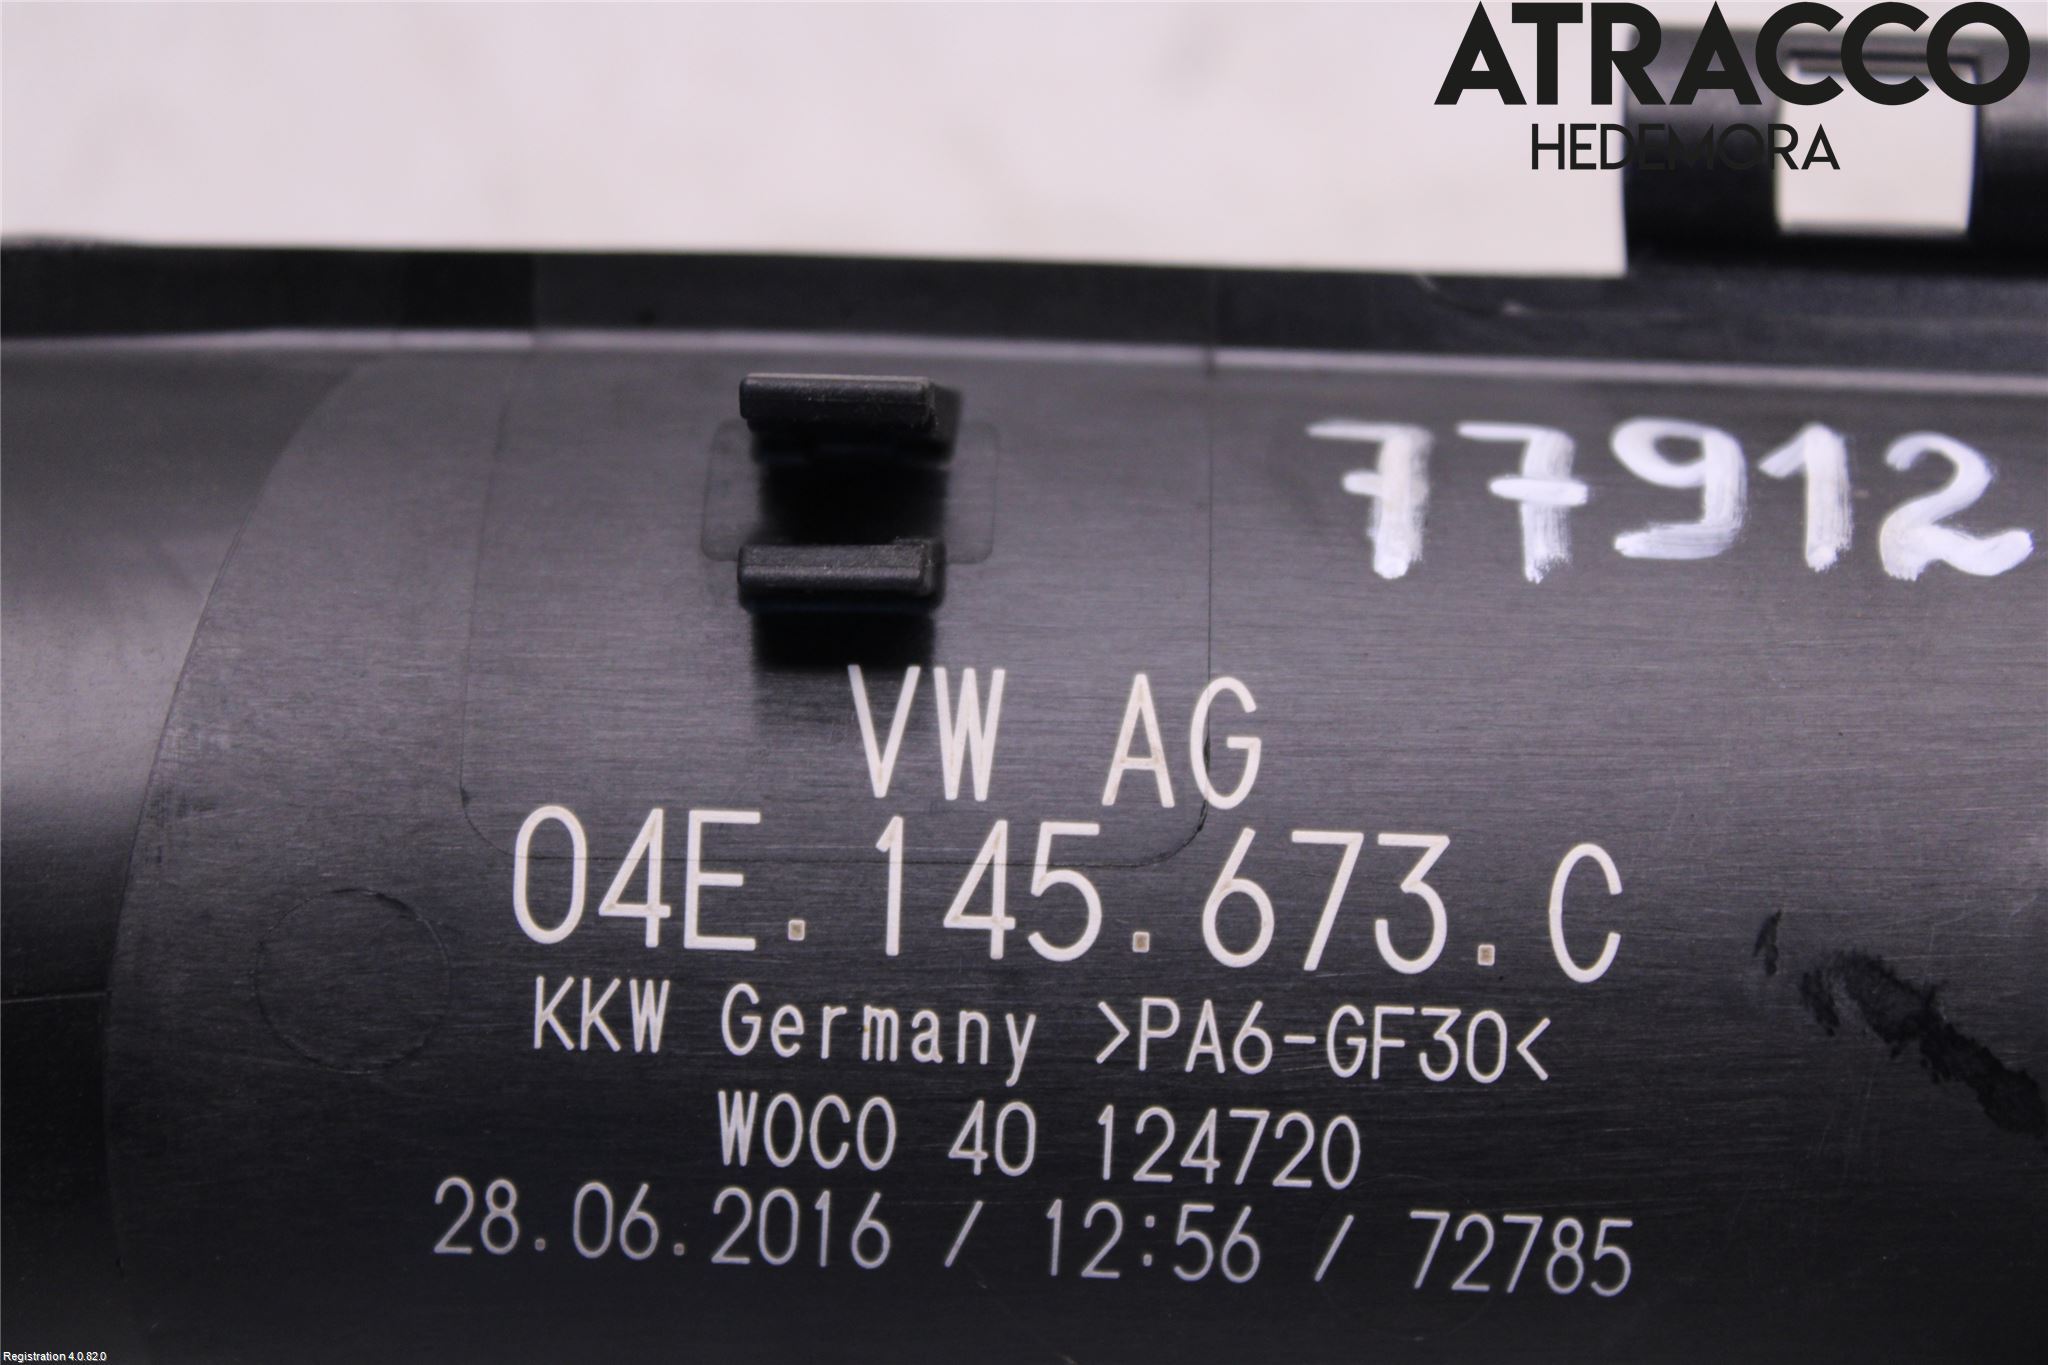 ATRACCO
HEDEMORA
77912
VW AG
04E.145.673.C
KKW Germany >PA6-GF30<
WOCO 40 124720
28.06.2016 / 12:56 / 72785
Registration 4.0.82.0